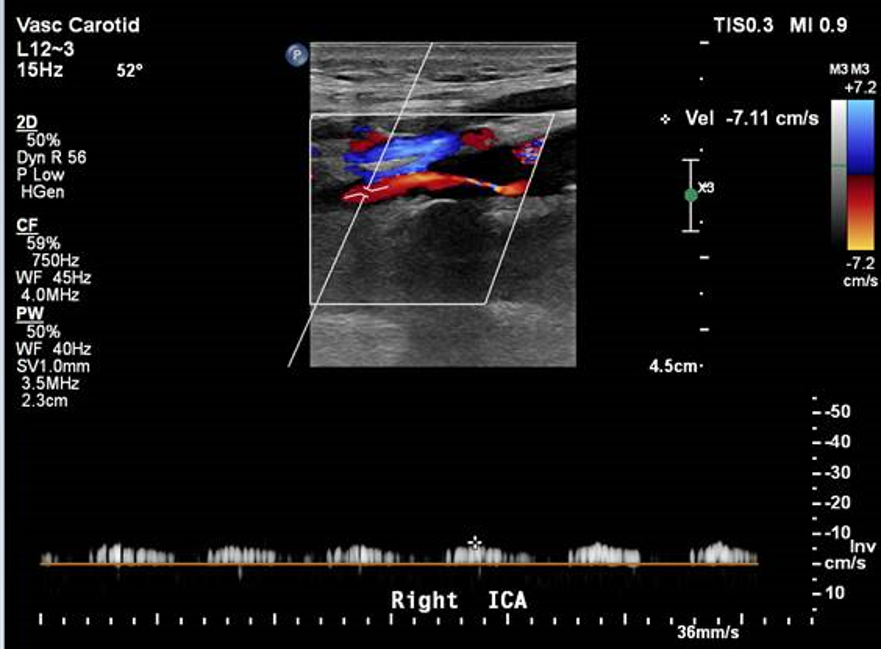 Vasc Carotid
TIS0.3 MI 0.9
L12~3
15Hz 52°
P
M3 M3
+7.2
Vel -7.11 cm/s
2D
50%
Dyn R 56
P Low
HGen
X3
CF
59%
750Hz
WF 45Hz
4.0MHz
-7.2
cm/s
PW
50%
WF 40Hz
SV1.0mm
3.5MHz
2.3cm
4.5cm
-50
-40
-30
-20
-10
Inv
cm/s
10
Right ICA
36mm/s